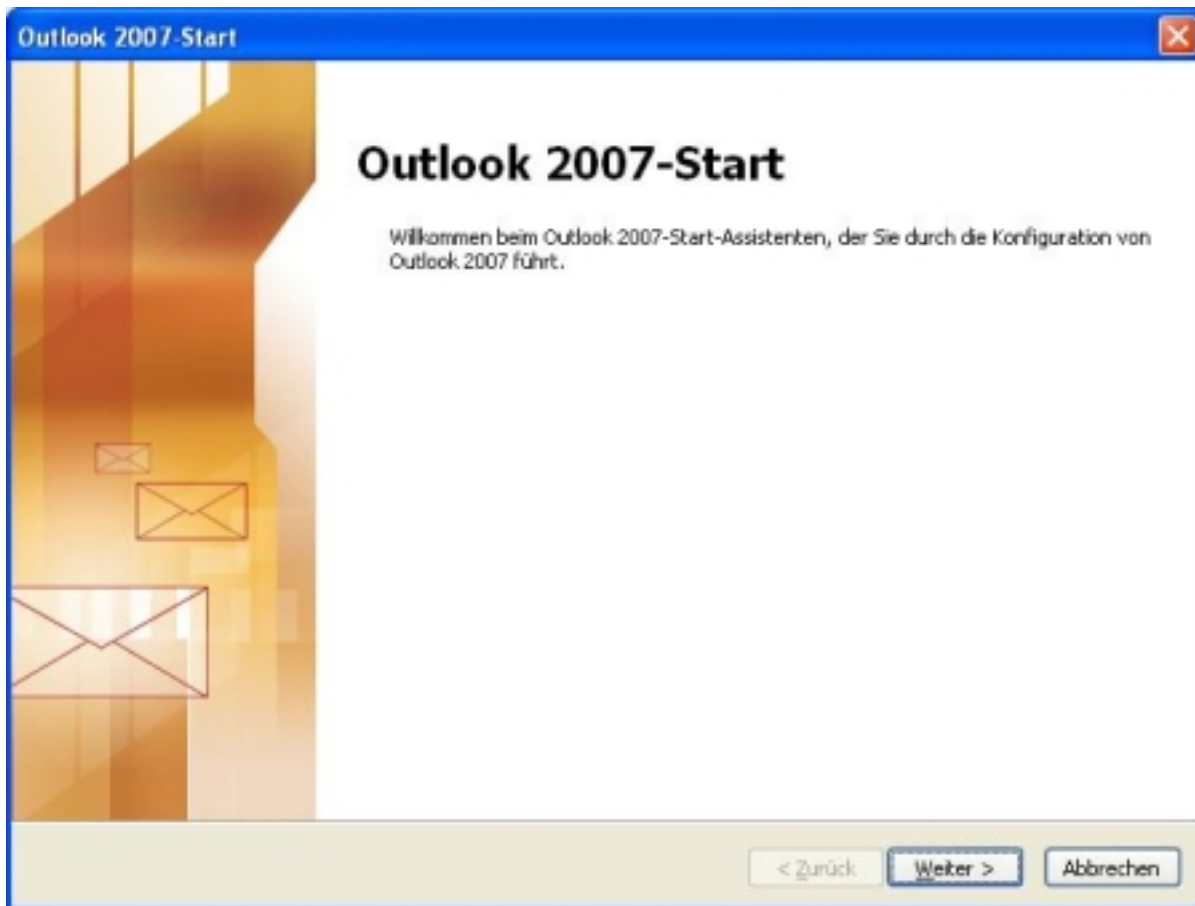 Outlook 2007-Start
Outlook 2007-Start
Willkommen beim Outlook 2007-Start-Assistenten, der Sie durch die Konfiguration von
Outlook 2007 führt.
< Zurück
Weiter >
Abbrechen